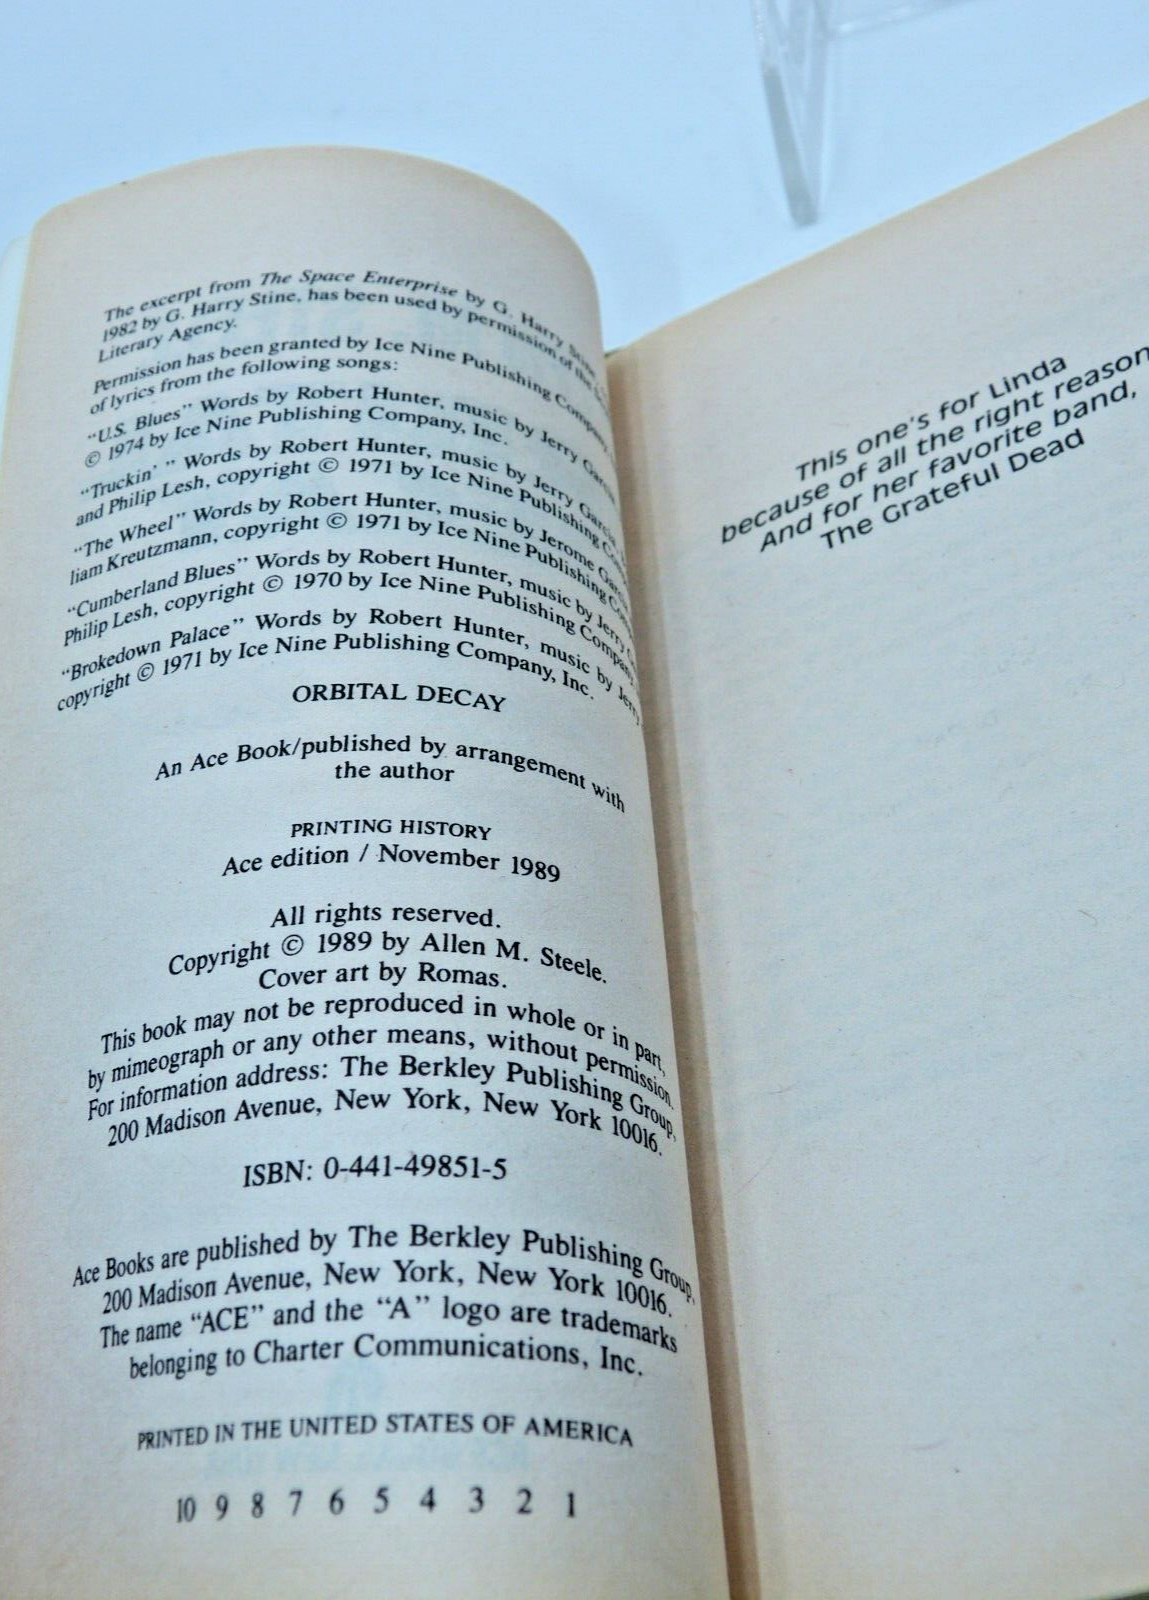 The excerpt from The Space Enterprise by G. Harry Stine
1982 by G. Harry Stine, has been used by permission of the
Literary Agency.
Permission has been granted by Ice Nine Publishing Company
of lyrics from the following songs:
“U.S. Blues” Words by Robert Hunter, music by Jerry Garcia
© 1974 by Ice Nine Publishing Company, Inc.
“Truckin’ ” Words by Robert Hunter, music by Jerry Garcia,
and Philip Lesh, copyright © 1971 by Ice Nine Publishing
“The Wheel” Words by Robert Hunter, music by Jerome Garcia
liam Kreutzmann, copyright © 1971 by Ice Nine Publishing
“Cumberland Blues” Words by Robert Hunter, music by Jerry
Philip Lesh, copyright © 1970 by Ice Nine Publishing Company,
“Brokedown Palace” Words by Robert Hunter, music by Jerry
copyright © 1971 by Ice Nine Publishing Company, Inc.
ORBITAL DECAY
An Ace Book/published by arrangement with
the author
PRINTING HISTORY
Ace edition / November 1989
All rights reserved.
Copyright © 1989 by Allen M. Steele.
Cover art by Romas.
This book may not be reproduced in whole or in part,
by mimeograph or any other means, without permission.
For information address: The Berkley Publishing Group,
200 Madison Avenue, New York, New York 10016.
ISBN: 0-441-49851-5
Ace Books are published by The Berkley Publishing Group,
200 Madison Avenue, New York, New York 10016.
The name “ACE” and the “A” logo are trademarks
belonging to Charter Communications, Inc.
PRINTED IN THE UNITED STATES OF AMERICA
10 9 8 7 6 5 4 3 2 1
This one's for Linda
because of all the right reason
And for her favorite band,
The Grateful Dead